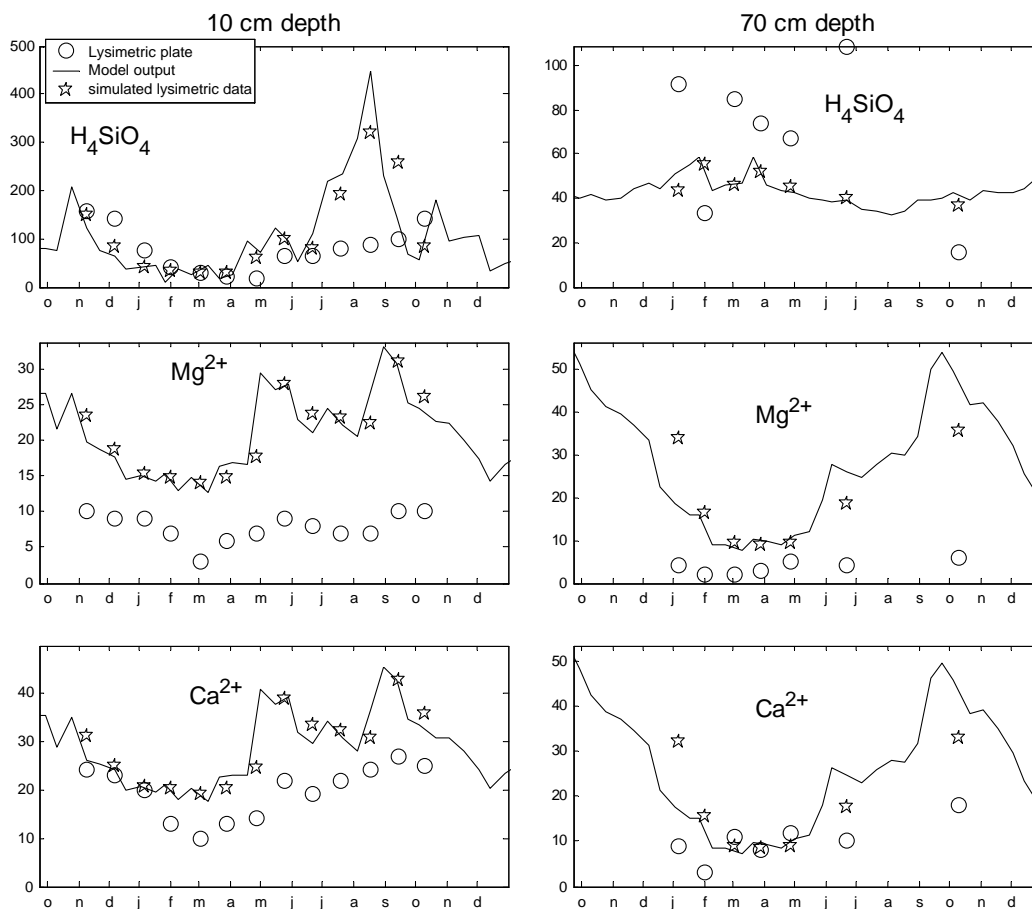 10 cm depth
70 cm depth
Lysimetric plate
Model output
simulated lysimetric data
H4SiO4
500
400
300
200
100
0
o n d j f m a m j j a s o n d
H4SiO4
100
80
60
40
20
0
o n d j f m a m j j a s o n d
Mg2+
30
25
20
15
10
5
0
o n d j f m a m j j a s o n d
Mg2+
50
40
30
20
10
0
o n d j f m a m j j a s o n d
Ca2+
40
30
20
10
0
o n d j f m a m j j a s o n d
Ca2+
50
40
30
20
10
0
o n d j f m a m j j a s o n d